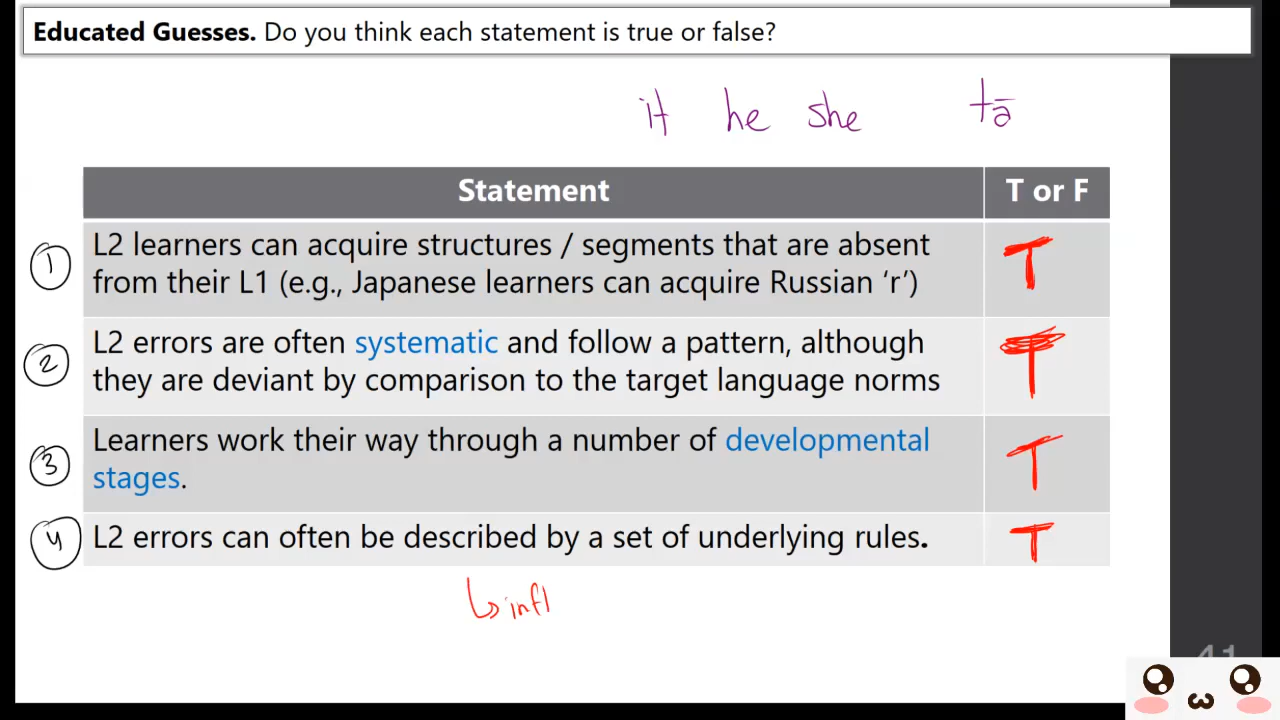 Educated Guesses. Do you think each statement is true or false?
it he she tā
Statement T or F
1 L2 learners can acquire structures / segments that are absent
from their L1 (e.g., Japanese learners can acquire Russian ‘r’) T
2 L2 errors are often systematic and follow a pattern, although
they are deviant by comparison to the target language norms T
3 Learners work their way through a number of developmental
stages. T
4 L2 errors can often be described by a set of underlying rules. T
↳ infl
41